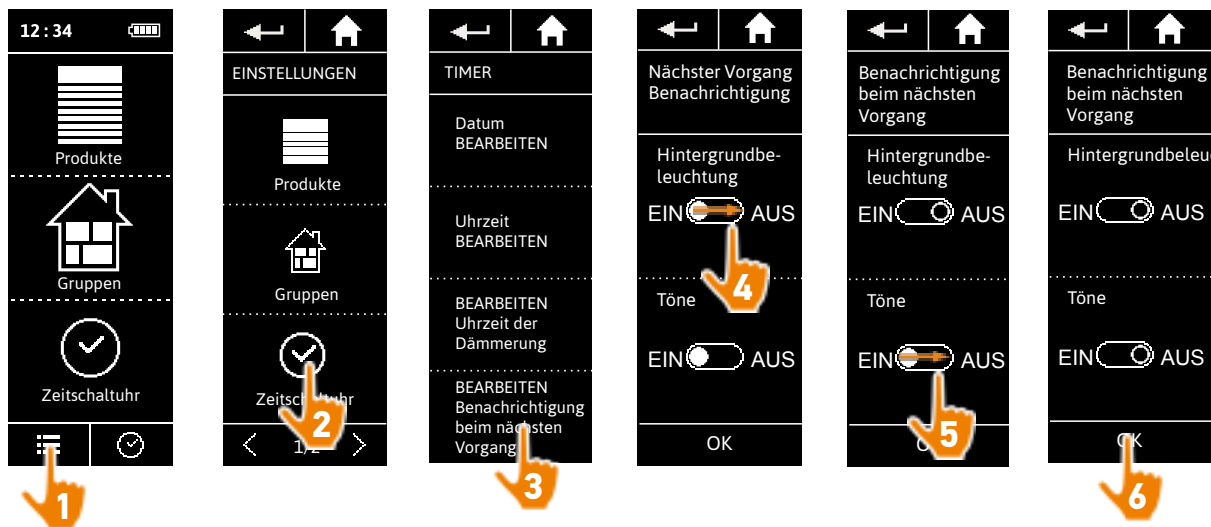 12:34
Produkte
Gruppen
Zeitschaltuhr
1
EINSTELLUNGEN
Produkte
Gruppen
Zeitschaltuhr
2
1/2
TIMER
Datum
BEARBEITEN
Uhrzeit
BEARBEITEN
BEARBEITEN
Uhrzeit der
Dämmerung
BEARBEITEN
Benachrichtigung
beim nächsten
Vorgang
3
Nächster Vorgang
Benachrichtigung
Hintergrundbe-
leuchtung
EIN AUS
4
Töne
EIN AUS
OK
Benachrichtigung
beim nächsten
Vorgang
Hintergrundbe-
leuchtung
EIN AUS
Töne
EIN AUS
5
Benachrichtigung
beim nächsten
Vorgang
Hintergrundbeleu
EIN AUS
Töne
EIN AUS
OK
6